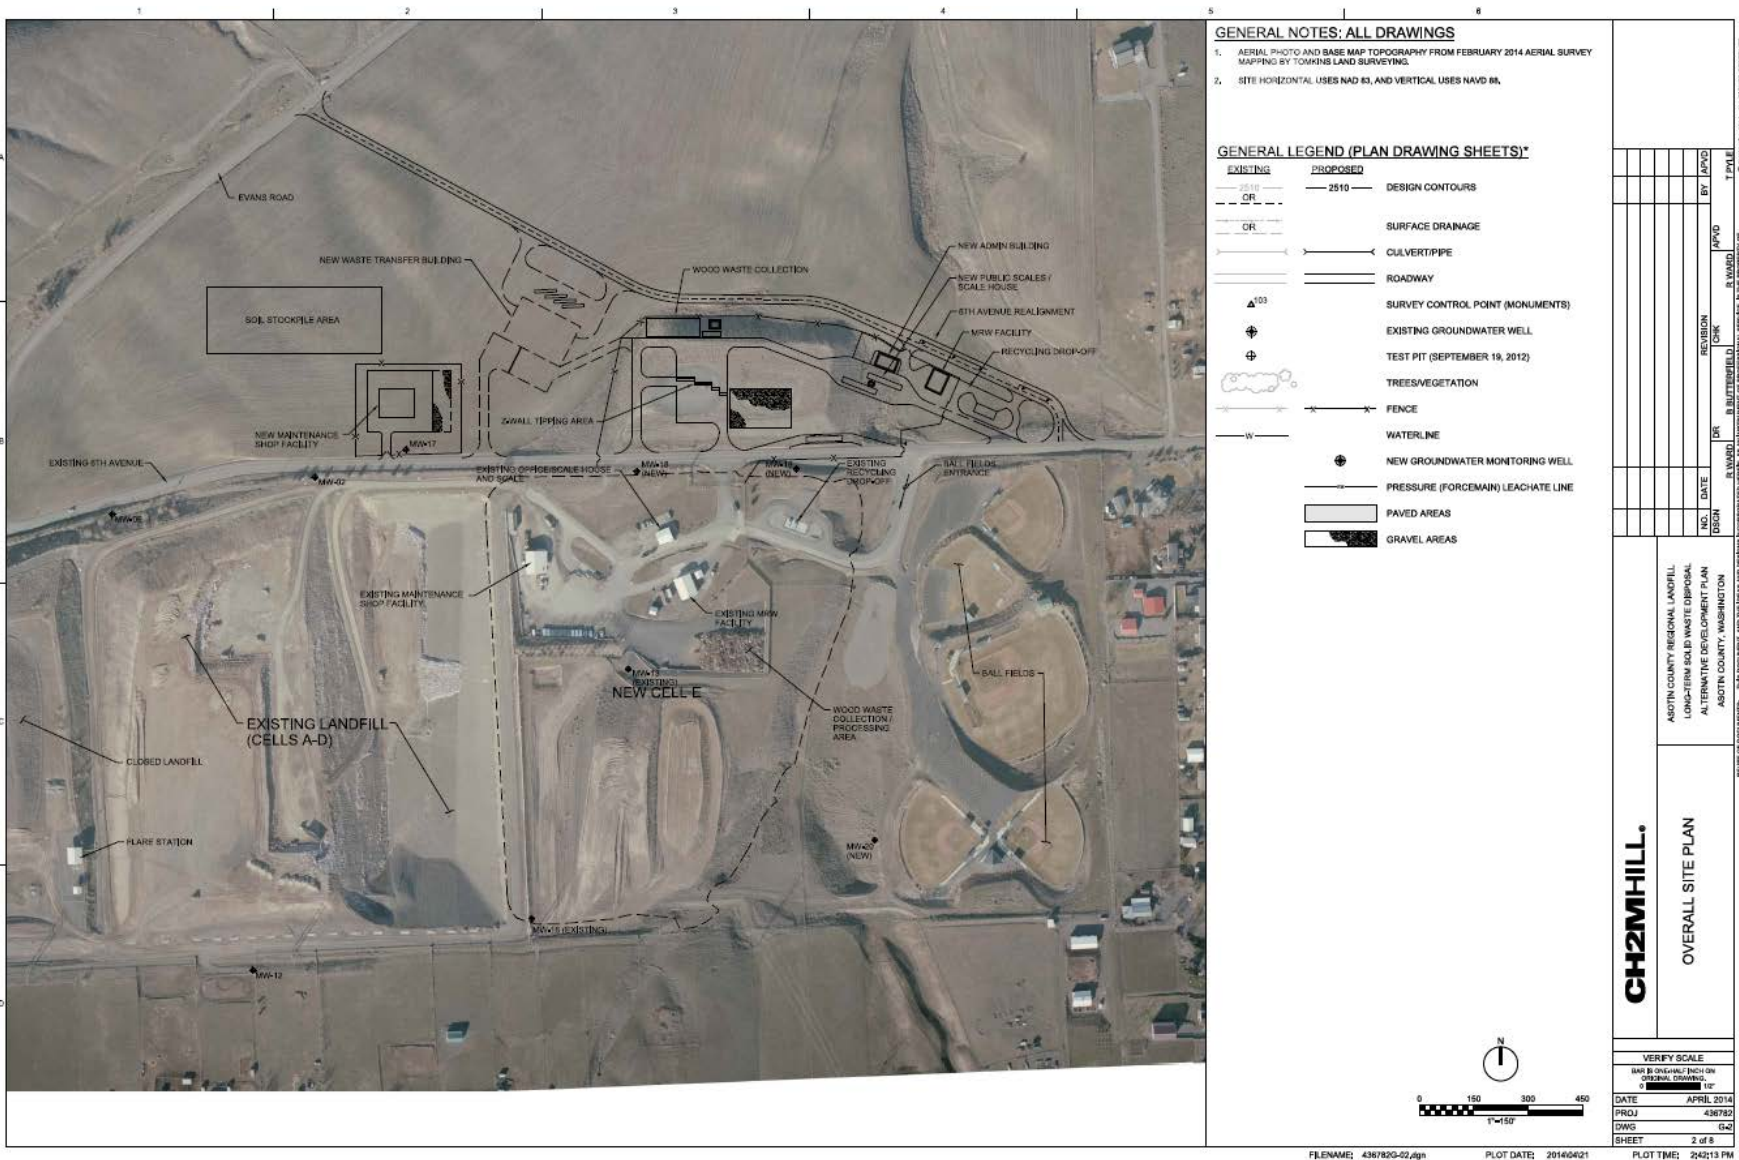 1 2 3 4 5 6
EVANS ROAD
SOIL STOCKPILE AREA
NEW WASTE TRANSFER BUILDING
WOOD WASTE COLLECTION
NEW ADMIN BUILDING
NEW PUBLIC SCALES /
SCALE HOUSE
6TH AVENUE REALIGNMENT
MRW FACILITY
RECYCLING DROP-OFF
Z-WALL TIPPING AREA
NEW MAINTENANCE
SHOP FACILITY
MW-17
EXISTING 6TH AVENUE
MW-02
EXISTING OFFICE/SCALE HOUSE
AND SCALE
(NEW)
(NEW)
EXISTING
RECYCLING
DROP-OFF
BALL FIELDS
ENTRANCE
EXISTING MAINTENANCE
SHOP FACILITY
EXISTING MRW
FACILITY
MW-13
(EXISTING)
NEW CELL E
BALL FIELDS
WOOD WASTE
COLLECTION /
PROCESSING
AREA
EXISTING LANDFILL
(CELLS A-D)
CLOSED LANDFILL
FLARE STATION
MW-20
(NEW)
(EXISTING)
MW-12
GENERAL NOTES: ALL DRAWINGS
1. AERIAL PHOTO AND BASE MAP TOPOGRAPHY FROM FEBRUARY 2014 AERIAL SURVEY
MAPPING BY TOMKINS LAND SURVEYING.
2. SITE HORIZONTAL USES NAD 83, AND VERTICAL USES NAVD 88.
GENERAL LEGEND (PLAN DRAWING SHEETS)*
EXISTING PROPOSED
2510 2510 DESIGN CONTOURS
OR
OR SURFACE DRAINAGE
CULVERT/PIPE
ROADWAY
103 SURVEY CONTROL POINT (MONUMENTS)
EXISTING GROUNDWATER WELL
TEST PIT (SEPTEMBER 19, 2012)
TREES/VEGETATION
FENCE
W WATERLINE
NEW GROUNDWATER MONITORING WELL
PRESSURE (FORCEMAIN) LEACHATE LINE
PAVED AREAS
GRAVEL AREAS
N
0 150 300 450
1"=150'
NO. DATE REVISION BY APVD
DSGN R WARD DR B BUTTERFIELD CHK R WARD APVD T PYLE
ASOTIN COUNTY REGIONAL LANDFILL
LONG-TERM SOLID WASTE DISPOSAL
ALTERNATIVE DEVELOPMENT PLAN
ASOTIN COUNTY, WASHINGTON
CH2MHILL.
OVERALL SITE PLAN
VERIFY SCALE
BAR IS ONE-HALF INCH ON
ORIGINAL DRAWING.
0 1/2"
DATE APRIL 2014
PROJ 436782
DWG G-2
SHEET 2 of 8
FILENAME: 436782G-02.dgn PLOT DATE: 2014\04\21 PLOT TIME: 2:42:13 PM